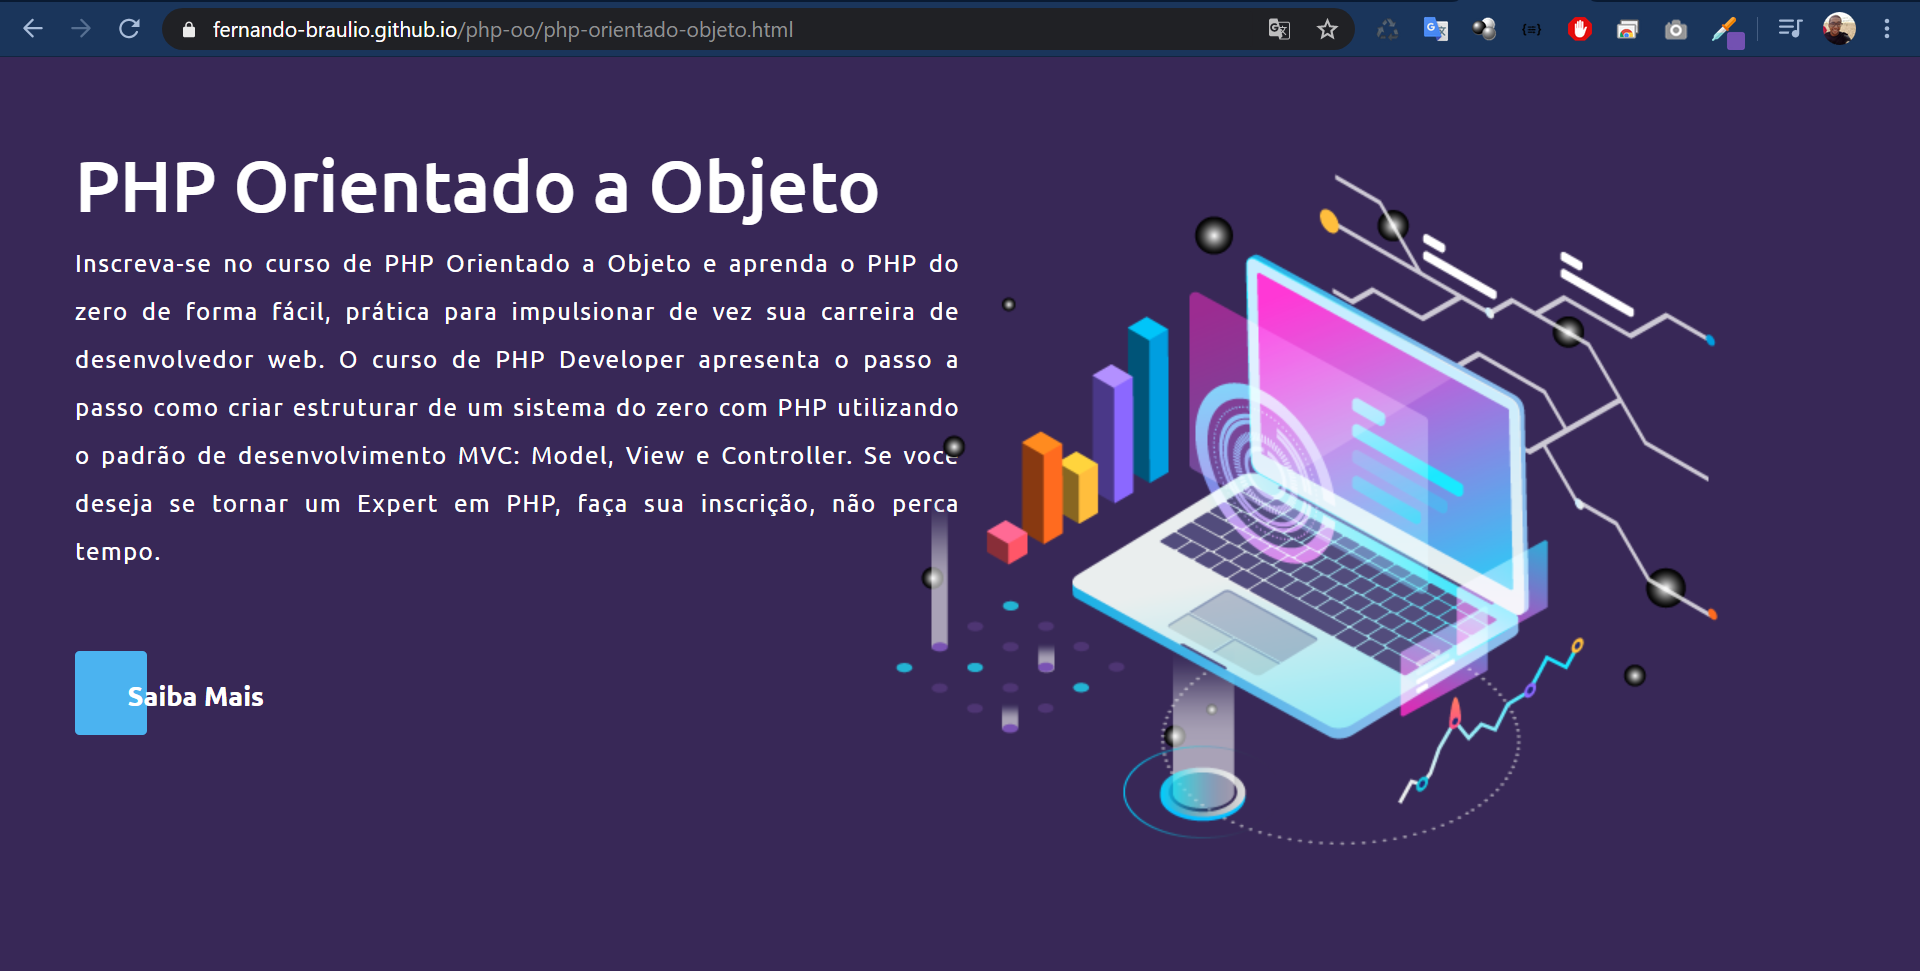 fernando-braulio.github.io/php-oo/php-orientado-objeto.html
PHP Orientado a Objeto
Inscreva-se no curso de PHP Orientado a Objeto e aprenda o PHP do
zero de forma fácil, prática para impulsionar de vez sua carreira de
desenvolvedor web. O curso de PHP Developer apresenta o passo a
passo como criar estruturar de um sistema do zero com PHP utilizando
o padrão de desenvolvimento MVC: Model, View e Controller. Se você
deseja se tornar um Expert em PHP, faça sua inscrição, não perca
tempo.
Saiba Mais